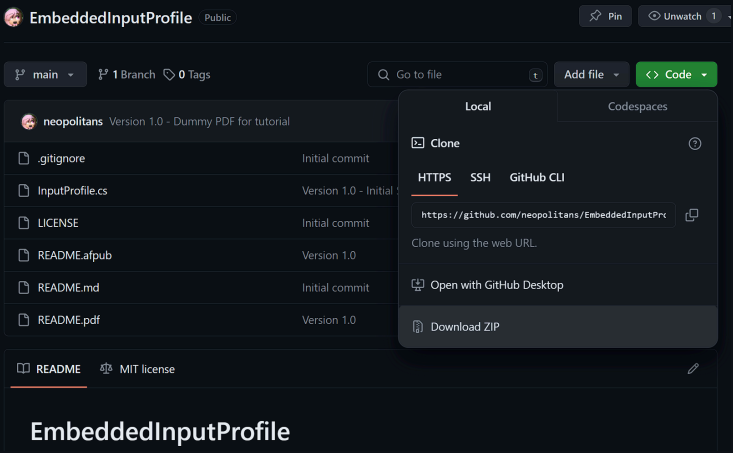 EmbeddedInputProfile Public Pin Unwatch 1
main 1 Branch 0 Tags Go to file t Add file Code
Local Codespaces
neopolitans Version 1.0 - Dummy PDF for tutorial
Clone
.gitignore Initial commit
HTTPS SSH GitHub CLI
InputProfile.cs Version 1.0 - Initial
https://github.com/neopolitans/EmbeddedInputPro
LICENSE Initial commit
Clone using the web URL.
README.afpub Version 1.0
README.md Initial commit
Open with GitHub Desktop
README.pdf Version 1.0
Download ZIP
README MIT license
EmbeddedInputProfile